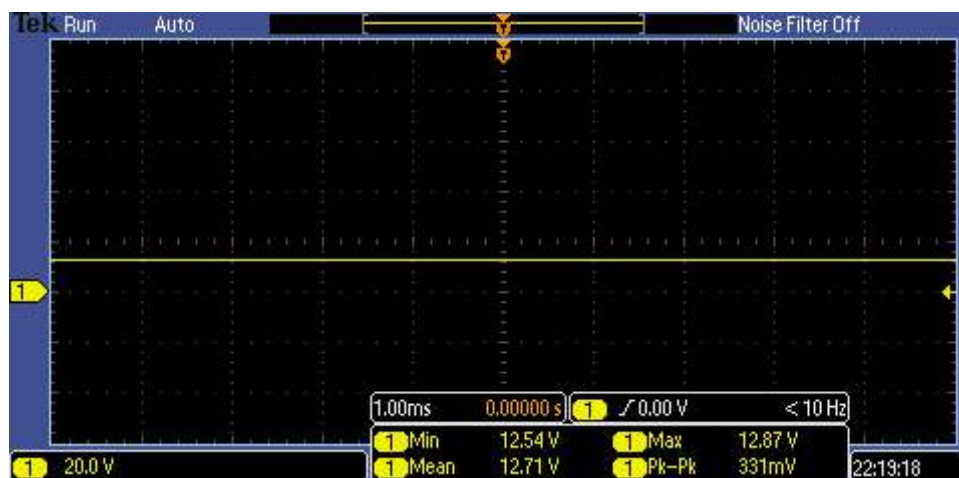 Tek Run Auto Noise Filter Off
T
T
1
1.00ms 0.00000 s 1 0.00 V < 10 Hz
1 Min 12.54 V 1 Max 12.87 V
1 20.0 V 1 Mean 12.71 V 1 Pk-Pk 331mV 22:19:18